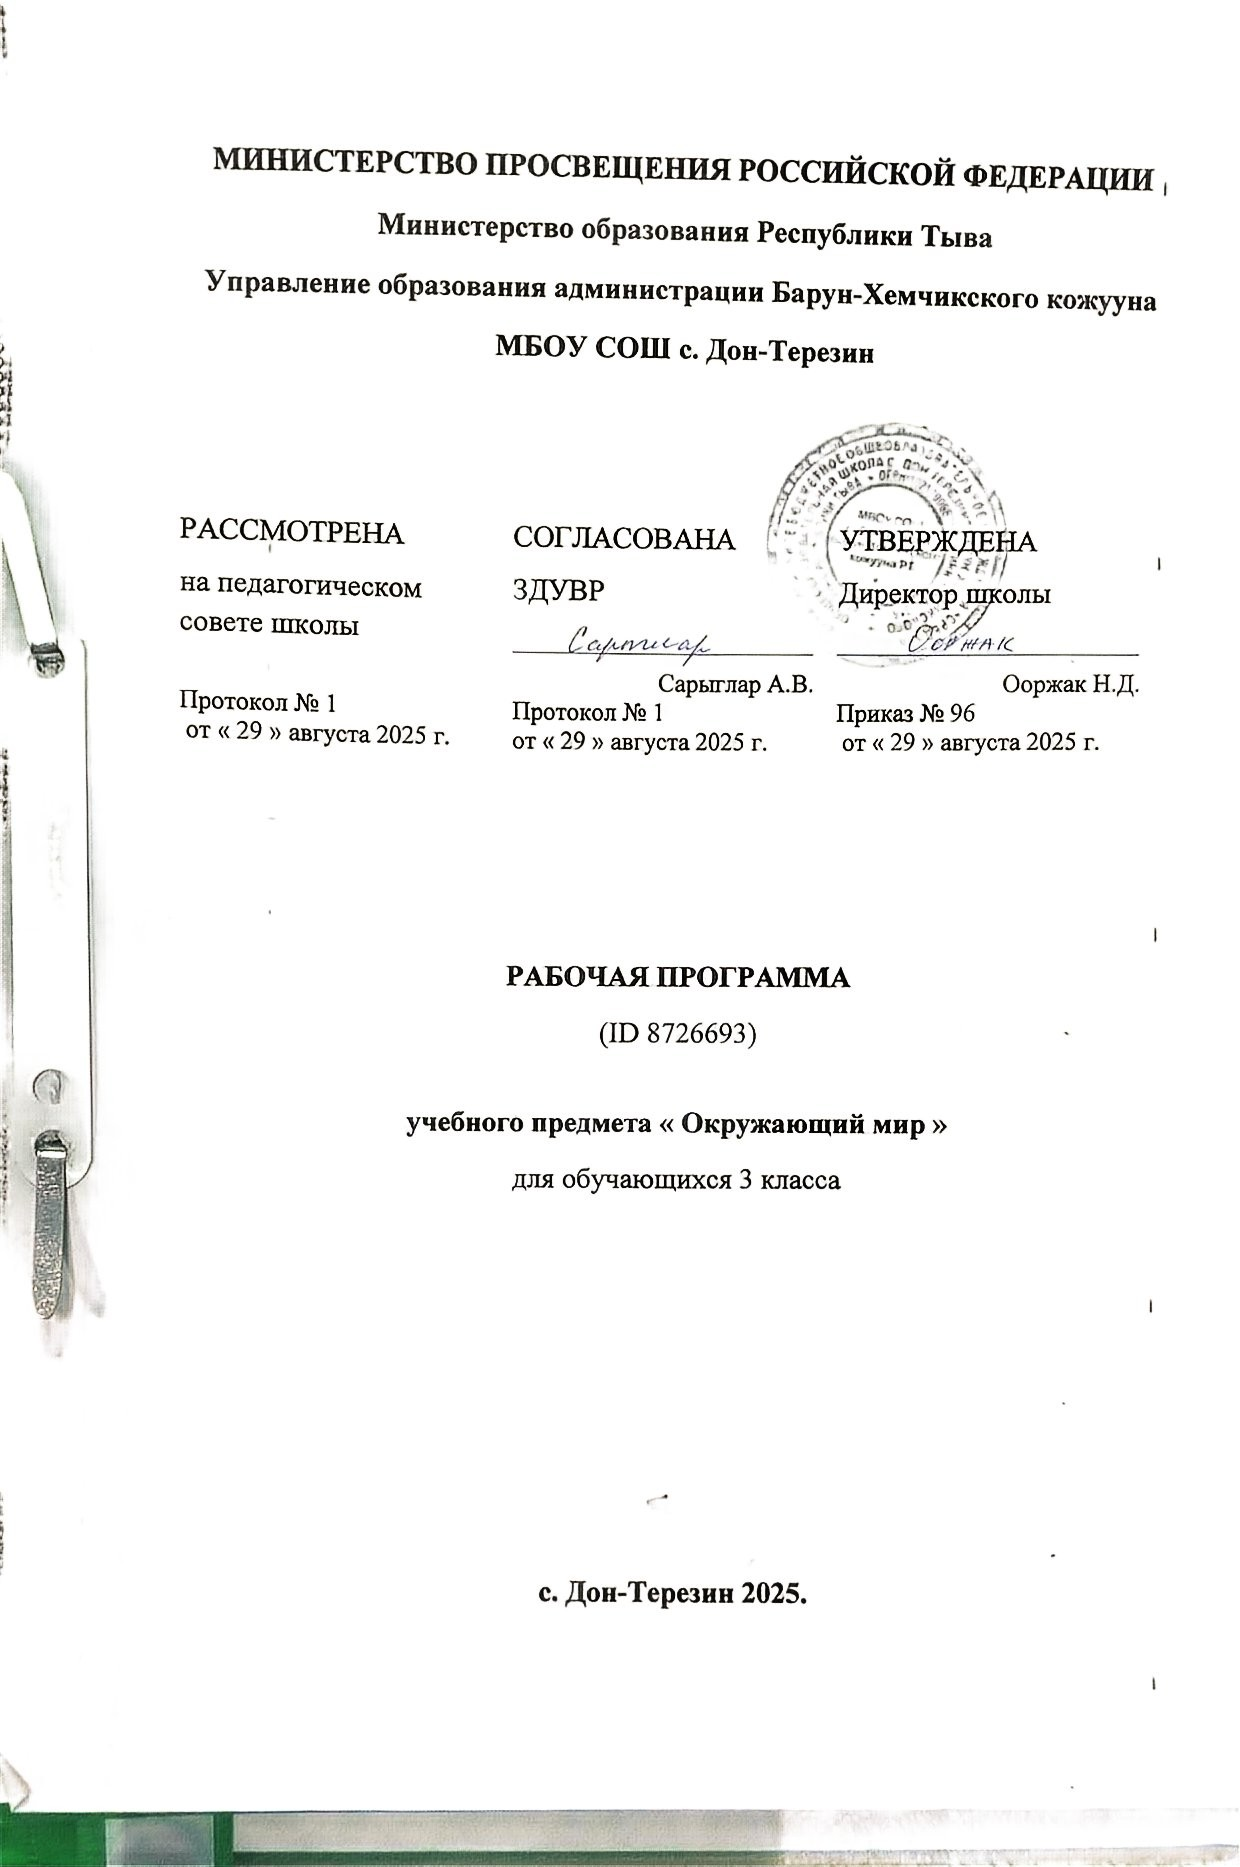 МИНИСТЕРСТВО ПРОСВЕЩЕНИЯ РОССИЙСКОЙ ФЕДЕРАЦИИ
Министерство образования Республики Тыва
Управление образования администрации Барун-Хемчикского кожууна
МБОУ СОШ с. Дон-Терезин
РАССМОТРЕНА
на педагогическом
совете школы
Протокол № 1
от « 29 » августа 2025 г.
СОГЛАСОВАНА
ЗДУВР
Сарыглар
Сарыглар А.В.
Протокол № 1
от « 29 » августа 2025 г.
УТВЕРЖДЕНА
Директор школы
Ооржак
Ооржак Н.Д.
Приказ № 96
от « 29 » августа 2025 г.
РАБОЧАЯ ПРОГРАММА
(ID 8726693)
учебного предмета « Окружающий мир »
для обучающихся 3 класса
с. Дон-Терезин 2025.